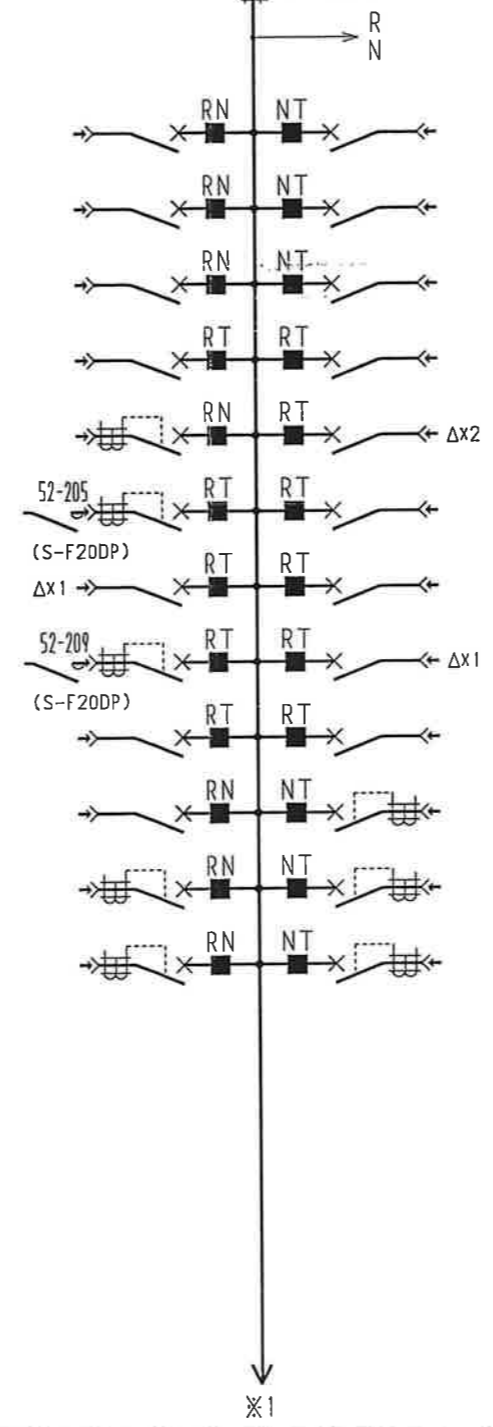 R
N
RN NT
RN NT
RN NT
RT RT
RN RT Δx2
52-205 RT RT
(S-F20DP)
Δx1 RT RT
52-209 RT RT Δx1
(S-F20DP)
RT RT
RN NT
RN NT
RN NT
※1